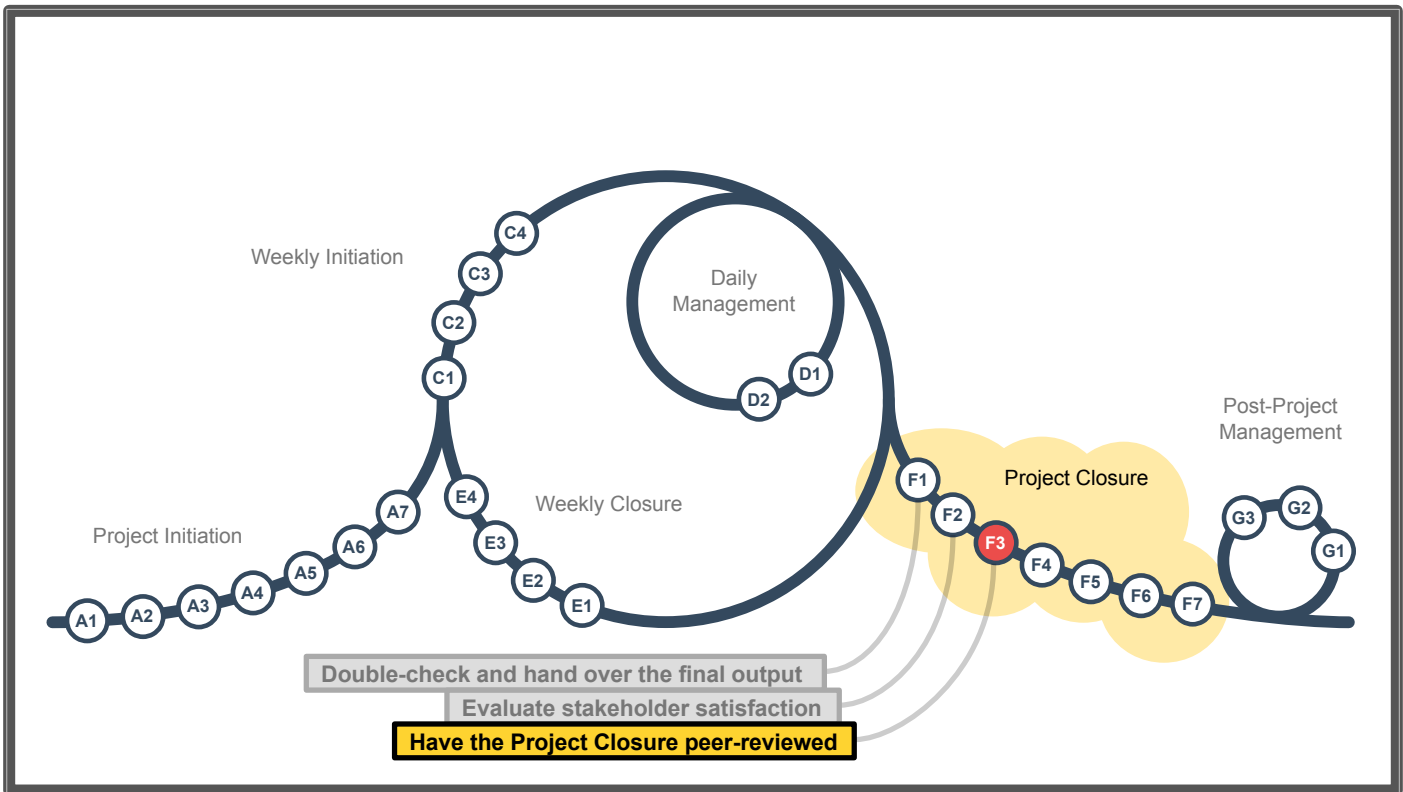 Weekly Initiation
C4
C3
C2
C1
Daily
Management
D1
D2
Post-Project
Management
Project Initiation
A1
A2
A3
A4
A5
A6
A7
Weekly Closure
E4
E3
E2
E1
Project Closure
F1
F2
F3
F4
F5
F6
F7
G3
G2
G1
Double-check and hand over the final output
Evaluate stakeholder satisfaction
Have the Project Closure peer-reviewed